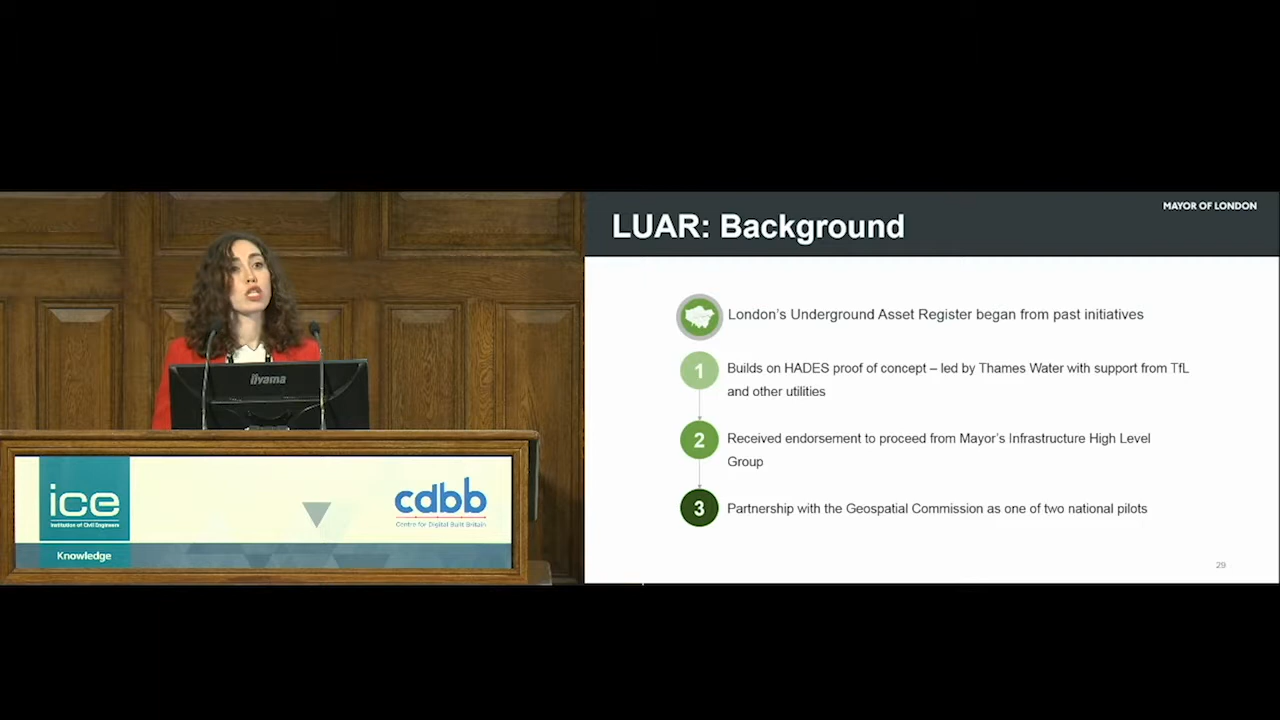 MAYOR OF LONDON
LUAR: Background
London's Underground Asset Register began from past initiatives
1
Builds on HADES proof of concept – led by Thames Water with support from TfL
and other utilities
2
Received endorsement to proceed from Mayor's Infrastructure High Level
Group
3
Partnership with the Geospatial Commission as one of two national pilots
29
iiyama
ice
Institution of Civil Engineers
Knowledge
cdbb
Centre for Digital Built Britain